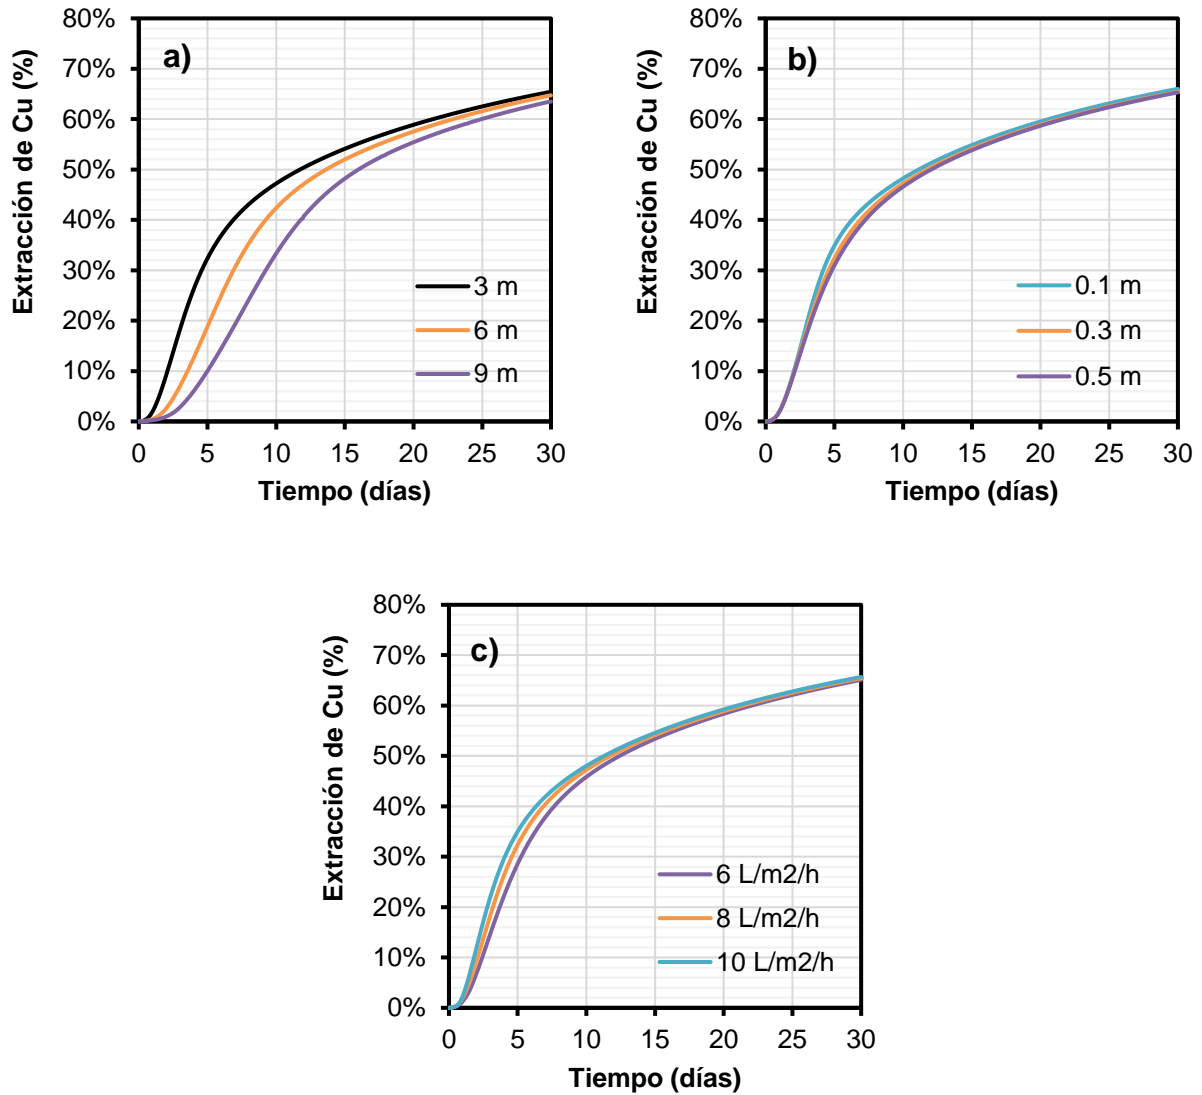 a)
Extracción de Cu (%)
80%
70%
60%
50%
40%
30%
20%
10%
0%
3 m
6 m
9 m
0 5 10 15 20 25 30
Tiempo (días)
b)
Extracción de Cu (%)
80%
70%
60%
50%
40%
30%
20%
10%
0%
0.1 m
0.3 m
0.5 m
0 5 10 15 20 25 30
Tiempo (días)
c)
Extracción de Cu (%)
80%
70%
60%
50%
40%
30%
20%
10%
0%
6 L/m2/h
8 L/m2/h
10 L/m2/h
0 5 10 15 20 25 30
Tiempo (días)